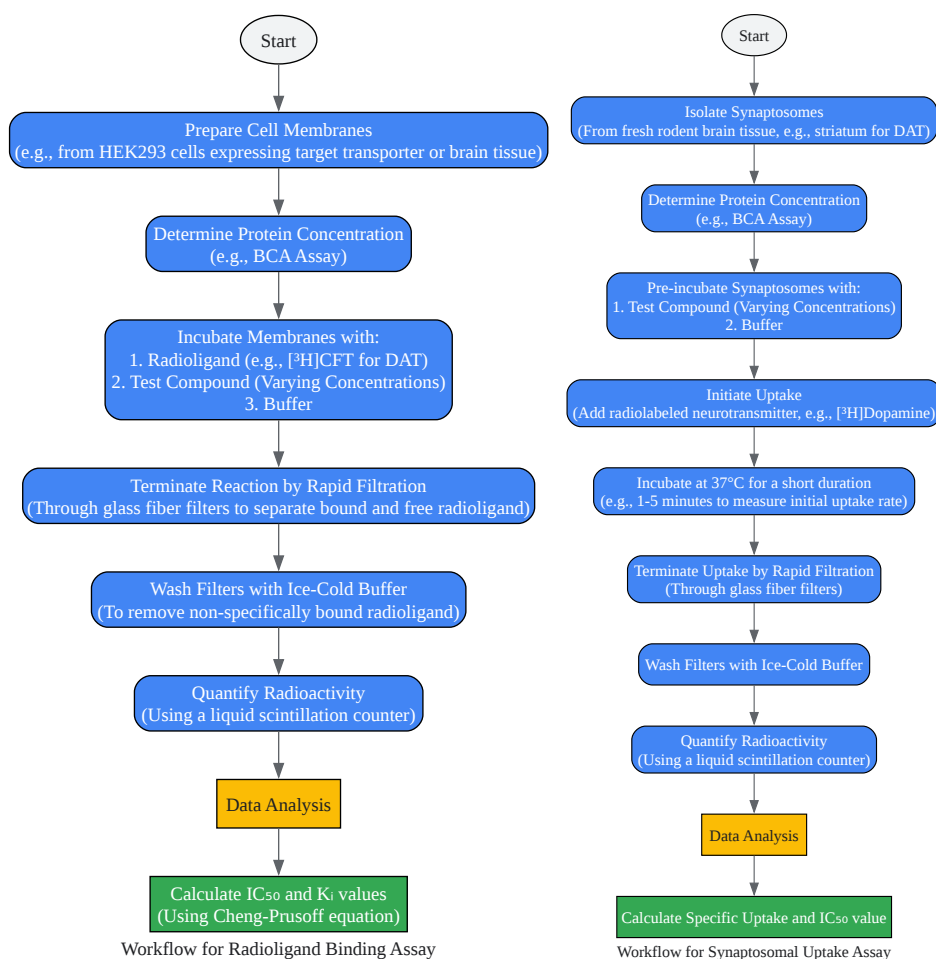 Start
Prepare Cell Membranes
(e.g., from HEK293 cells expressing target transporter or brain tissue)
Determine Protein Concentration
(e.g., BCA Assay)
Incubate Membranes with:
1. Radioligand (e.g., [³H]CFT for DAT)
2. Test Compound (Varying Concentrations)
3. Buffer
Terminate Reaction by Rapid Filtration
(Through glass fiber filters to separate bound and free radioligand)
Wash Filters with Ice-Cold Buffer
(To remove non-specifically bound radioligand)
Quantify Radioactivity
(Using a liquid scintillation counter)
Data Analysis
Calculate IC₅₀ and Kᵢ values
(Using Cheng-Prusoff equation)
Workflow for Radioligand Binding Assay
Start
Isolate Synaptosomes
(From fresh rodent brain tissue, e.g., striatum for DAT)
Determine Protein Concentration
(e.g., BCA Assay)
Pre-incubate Synaptosomes with:
1. Test Compound (Varying Concentrations)
2. Buffer
Initiate Uptake
(Add radiolabeled neurotransmitter, e.g., [³H]Dopamine)
Incubate at 37°C for a short duration
(e.g., 1-5 minutes to measure initial uptake rate)
Terminate Uptake by Rapid Filtration
(Through glass fiber filters)
Wash Filters with Ice-Cold Buffer
Quantify Radioactivity
(Using a liquid scintillation counter)
Data Analysis
Calculate Specific Uptake and IC₅₀ value
Workflow for Synaptosomal Uptake Assay